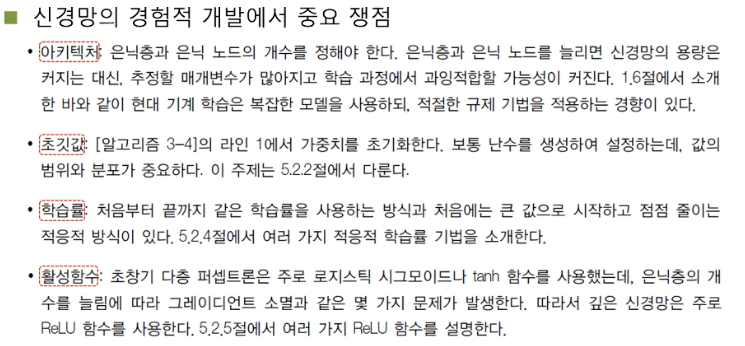 ■ 신경망의 경험적 개발에서 중요 쟁점
• 아키텍처: 은닉층과 은닉 노드의 개수를 정해야 한다. 은닉층과 은닉 노드를 늘리면 신경망의 용량은
커지는 대신, 추정할 매개변수가 많아지고 학습 과정에서 과잉적합할 가능성이 커진다. 1.6절에서 소개
한 바와 같이 현대 기계 학습은 복잡한 모델을 사용하되, 적절한 규제 기법을 적용하는 경향이 있다.
• 초깃값: [알고리즘 3-4]의 라인 1에서 가중치를 초기화한다. 보통 난수를 생성하여 설정하는데, 값의
범위와 분포가 중요하다. 이 주제는 5.2.2절에서 다룬다.
• 학습률: 처음부터 끝까지 같은 학습률을 사용하는 방식과 처음에는 큰 값으로 시작하고 점점 줄이는
적응적 방식이 있다. 5.2.4절에서 여러 가지 적응적 학습률 기법을 소개한다.
• 활성함수: 초창기 다층 퍼셉트론은 주로 로지스틱 시그모이드나 tanh 함수를 사용했는데, 은닉층의 개
수를 늘림에 따라 그레이디언트 소멸과 같은 몇 가지 문제가 발생한다. 따라서 깊은 신경망은 주로
ReLU 함수를 사용한다. 5.2.5절에서 여러 가지 ReLU 함수를 설명한다.